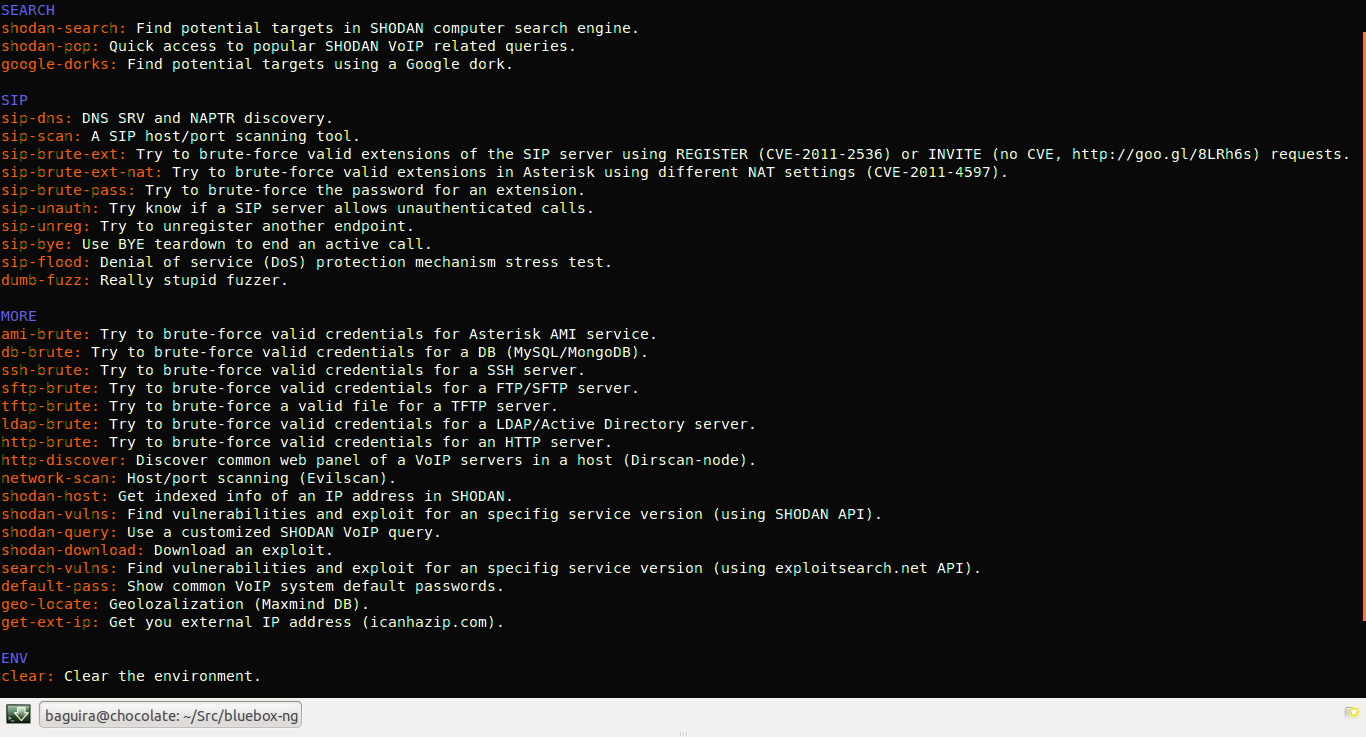 SEARCH
shodan-search: Find potential targets in SHODAN computer search engine.
shodan-pop: Quick access to popular SHODAN VoIP related queries.
google-dorks: Find potential targets using a Google dork.
SIP
sip-dns: DNS SRV and NAPTR discovery.
sip-scan: A SIP host/port scanning tool.
sip-brute-ext: Try to brute-force valid extensions of the SIP server using REGISTER (CVE-2011-2536) or INVITE (no CVE, http://goo.gl/8LRh6s) requests.
sip-brute-ext-nat: Try to brute-force valid extensions in Asterisk using different NAT settings (CVE-2011-4597).
sip-brute-pass: Try to brute-force the password for an extension.
sip-unauth: Try know if a SIP server allows unauthenticated calls.
sip-unreg: Try to unregister another endpoint.
sip-bye: Use BYE teardown to end an active call.
sip-flood: Denial of service (DoS) protection mechanism stress test.
dumb-fuzz: Really stupid fuzzer.
MORE
ami-brute: Try to brute-force valid credentials for Asterisk AMI service.
db-brute: Try to brute-force valid credentials for a DB (MySQL/MongoDB).
ssh-brute: Try to brute-force valid credentials for a SSH server.
sftp-brute: Try to brute-force valid credentials for a FTP/SFTP server.
tftp-brute: Try to brute-force a valid file for a TFTP server.
ldap-brute: Try to brute-force valid credentials for a LDAP/Active Directory server.
http-brute: Try to brute-force valid credentials for an HTTP server.
http-discover: Discover common web panel of a VoIP servers in a host (Dirscan-node).
network-scan: Host/port scanning (Evilscan).
shodan-host: Get indexed info of an IP address in SHODAN.
shodan-vulns: Find vulnerabilities and exploit for an specifig service version (using SHODAN API).
shodan-query: Use a customized SHODAN VoIP query.
shodan-download: Download an exploit.
search-vulns: Find vulnerabilities and exploit for an specifig service version (using exploitsearch.net API).
default-pass: Show common VoIP system default passwords.
geo-locate: Geolozalization (Maxmind DB).
get-ext-ip: Get you external IP address (icanhazip.com).
ENV
clear: Clear the environment.
baguira@chocolate: ~/Src/bluebox-ng